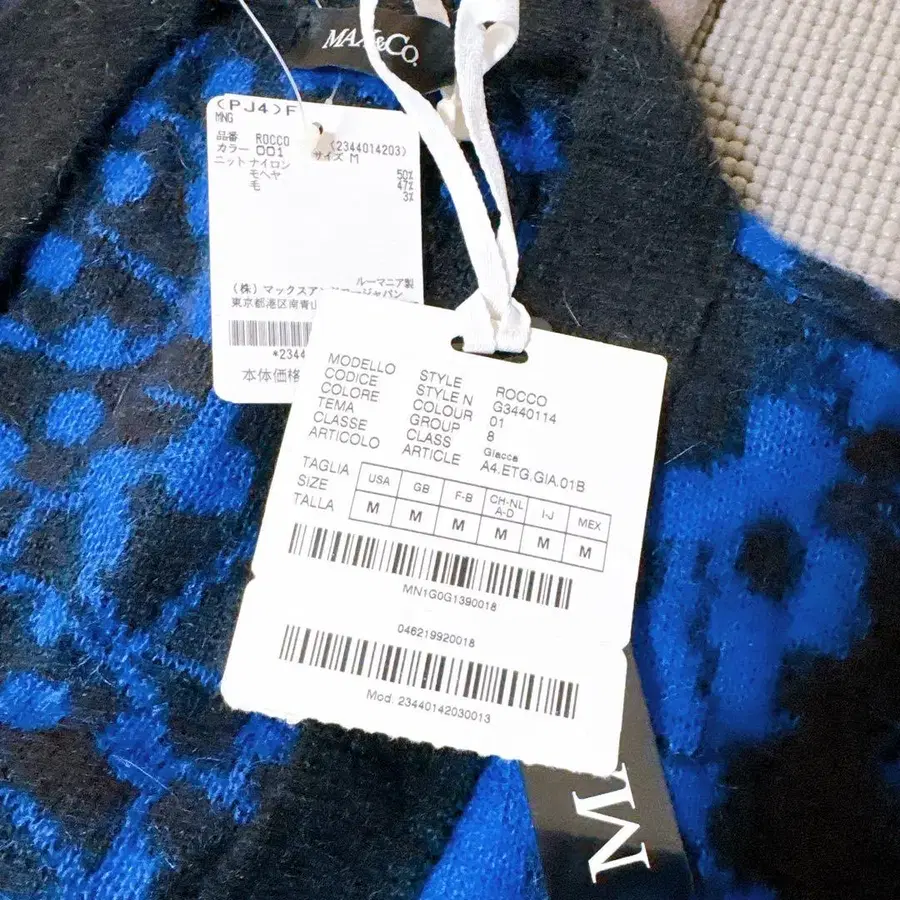 MAX&CO.
(PJ4)F
MNG
品番 ROCCO (2344014203)
カラー 001 サイズ M
ニット ナイロン 50%
モヘヤ 47%
毛 3%
ルーマニア製
(株)マックスアンドコージャパン
東京都港区南青山
*2344
本体価格
MODELLO STYLE ROCCO
CODICE STYLE N G3440114
COLORE COLOUR 01
TEMA GROUP 8
CLASSE CLASS Giacca
ARTICOLO ARTICLE A4.ETG.GIA.01B
TAGLIA
SIZE
TALLA
USA GB F-B CH-NL A-D I-J MEX
M M M M M M
MN1G0G1390018
046219920018
Mod. 23440142030013
M